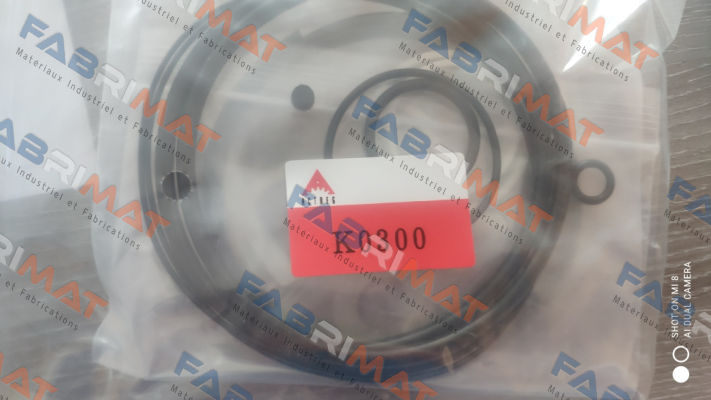 FABRIMAT
Materiaux Industriel et Fabrications
K0300
SHOT ON MI 8
AI DUAL CAMERA